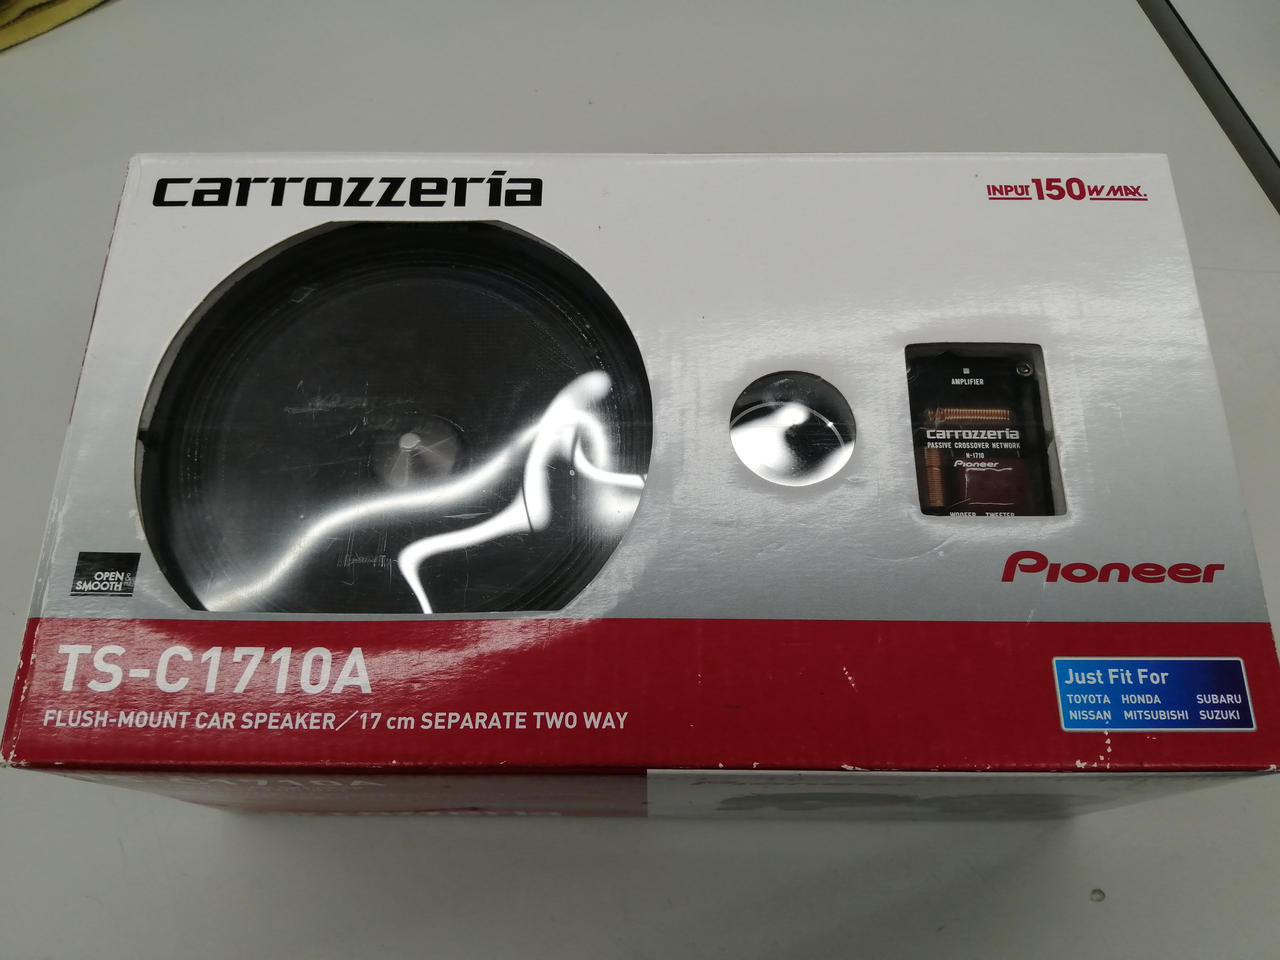 carrozzeria
INPUT 150W MAX.
AMPLIFIER
carrozzeria
PASSIVE CROSSOVER NETWORK
N-1710
Pioneer
WOOFER TWEETER
OPEN &
SMOOTH
Pioneer
TS-C1710A
FLUSH-MOUNT CAR SPEAKER/17 cm SEPARATE TWO WAY
Just Fit For
TOYOTA HONDA SUBARU
NISSAN MITSUBISHI SUZUKI